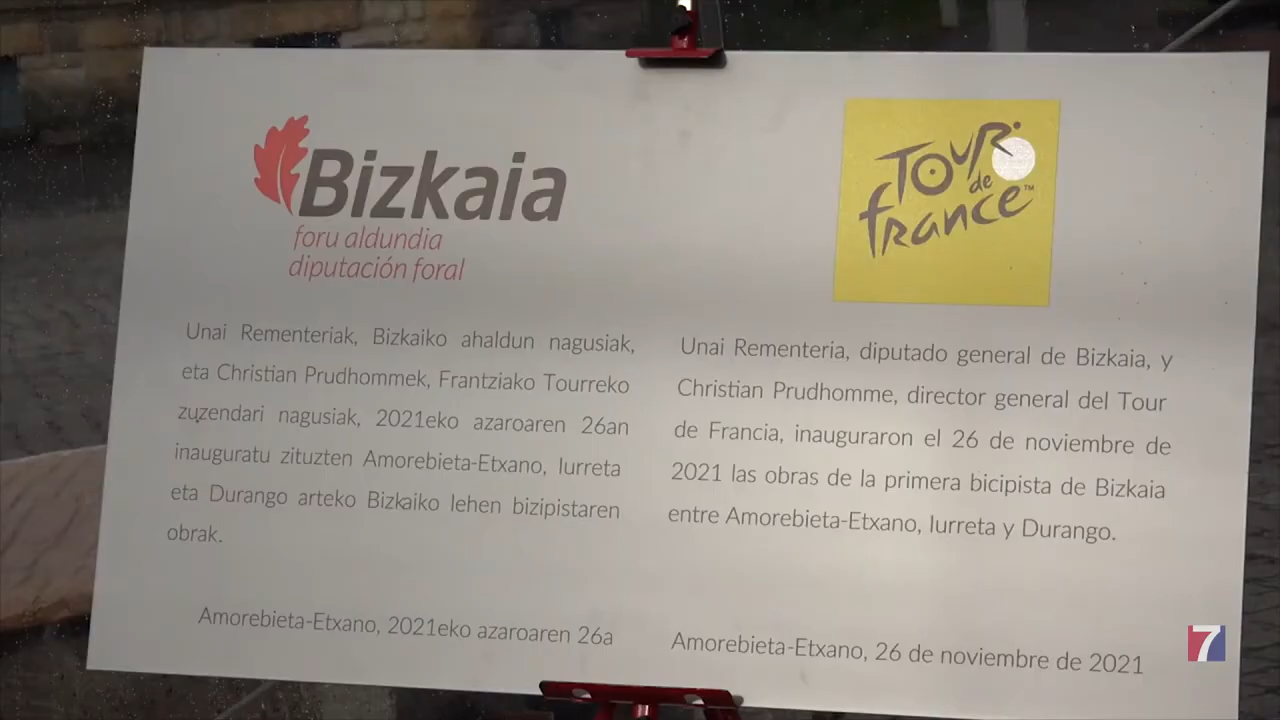 Bizkaia
foru aldundia
diputación foral
TOUR
de
france™
Unai Rementeriak, Bizkaiko ahaldun nagusiak,
eta Christian Prudhommek, Frantziako Tourreko
zuzendari nagusiak, 2021eko azaroaren 26an
inauguratu zituzten Amorebieta-Etxano, Iurreta
eta Durango arteko Bizkaiko lehen bizipistaren
obrak.
Amorebieta-Etxano, 2021eko azaroaren 26a
Unai Rementeria, diputado general de Bizkaia, y
Christian Prudhomme, director general del Tour
de Francia, inauguraron el 26 de noviembre de
2021 las obras de la primera bicipista de Bizkaia
entre Amorebieta-Etxano, Iurreta y Durango.
Amorebieta-Etxano, 26 de noviembre de 2021
7